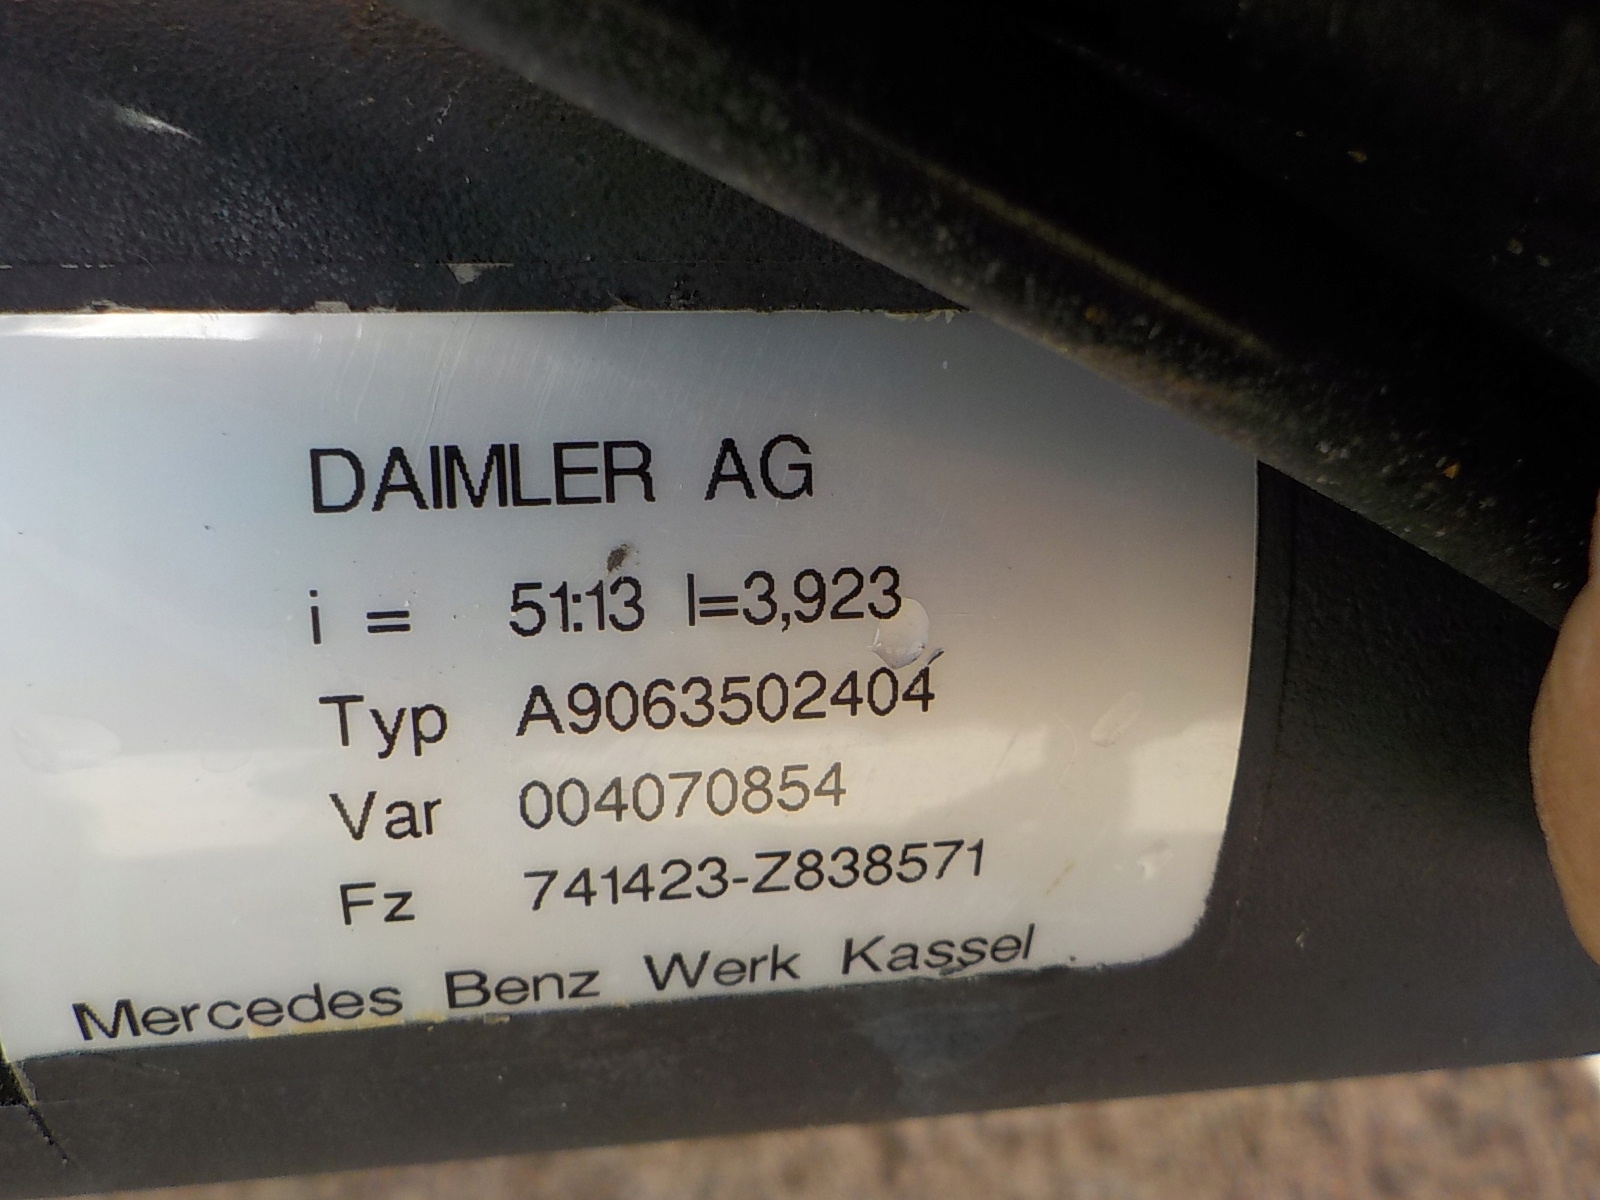 DAIMLER AG
i = 51:13 I=3,923
Typ A9063502404
Var 004070854
Fz 741423-Z838571
Mercedes Benz Werk Kassel